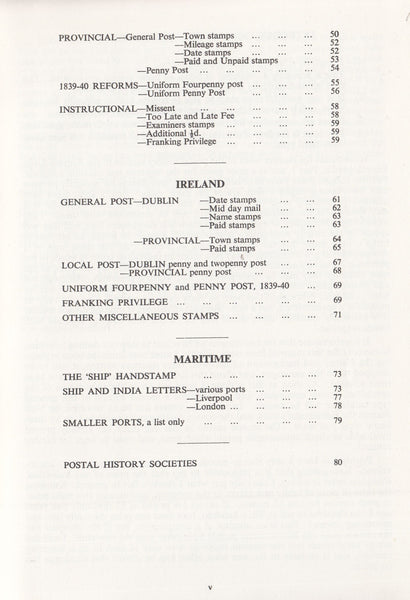 PROVINCIAL—General Post—Town stamps ... ... ... 50
—Mileage stamps ... ... ... 52
—Date stamps ... ... ... 52
—Paid and Unpaid stamps ... 53
—Penny Post ... ... ... ... ... 54
1839-40 REFORMS—Uniform Fourpenny post ... ... ... 55
—Uniform Penny Post ... ... ... 56
INSTRUCTIONAL—Missent ... ... ... ... 58
—Too Late and Late Fee ... ... ... 58
—Examiners stamps ... ... ... ... 59
—Additional ½d. ... ... ... 59
—Franking Privilege ... ... ... 59
IRELAND
GENERAL POST—DUBLIN —Date stamps ... ... 61
—Mid day mail ... ... 62
—Name stamps ... ... 63
—Paid stamps ... ... 63
—PROVINCIAL—Town stamps ... ... 64
—Paid stamps ... ... 65
LOCAL POST—DUBLIN penny and twopenny post ... ... 67
—PROVINCIAL penny post ... ... ... 68
UNIFORM FOURPENNY and PENNY POST, 1839-40 ... 69
FRANKING PRIVILEGE ... ... ... ... ... ... 69
OTHER MISCELLANEOUS STAMPS ... ... ... ... 71
MARITIME
THE 'SHIP' HANDSTAMP ... ... ... ... ... 73
SHIP AND INDIA LETTERS—various ports ... ... ... 73
—Liverpool ... ... ... 77
—London ... ... ... ... 78
SMALLER PORTS, a list only ... ... ... ... ... 79
POSTAL HISTORY SOCIETIES 80
v